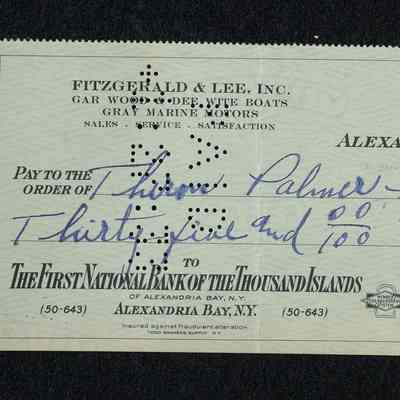 FITZGERALD & LEE, INC.
GAR WOOD & DEE WITE BOATS
GRAY MARINE MOTORS
SALES - SERVICE - SATISFACTION
ALEXA
PAY TO THE
ORDER OF Theron Palmer
Thirty five and 00/100
TO
THE FIRST NATIONAL BANK OF THE THOUSAND ISLANDS
OF ALEXANDRIA BAY, N.Y.
(50-643) ALEXANDRIA BAY, N.Y. (50-643)
Insured against fraudulent alteration